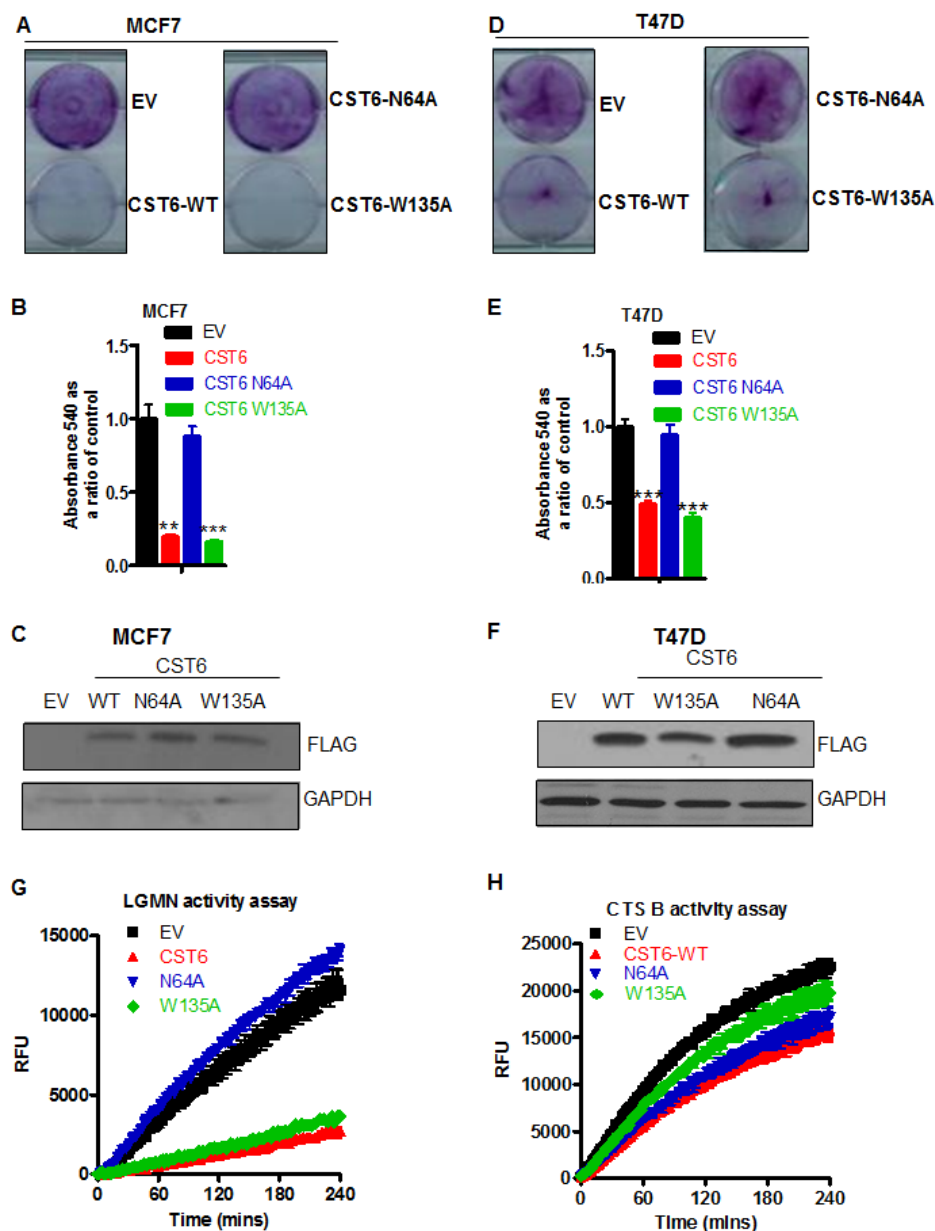 A
MCF7
EV
CST6-N64A
CST6-WT
CST6-W135A
D
T47D
EV
CST6-N64A
CST6-WT
CST6-W135A
B
MCF7
EV
CST6
CST6 N64A
CST6 W135A
Absorbance 540 as
a ratio of control
1.5
1.0
0.5
0.0
**
***
E
T47D
EV
CST6
CST6 N64A
CST6 W135A
Absorbance 540 as
a ratio of control
1.5
1.0
0.5
0.0
***
***
C
MCF7
CST6
EV WT N64A W135A
FLAG
GAPDH
F
T47D
CST6
EV WT W135A N64A
FLAG
GAPDH
G
LGMN activity assay
EV
CST6
N64A
W135A
RFU
15000
10000
5000
0
0 60 120 180 240
Time (mins)
H
CTS B activity assay
EV
CST6-WT
N64A
W135A
RFU
25000
20000
15000
10000
5000
0
0 60 120 180 240
Time (mins)